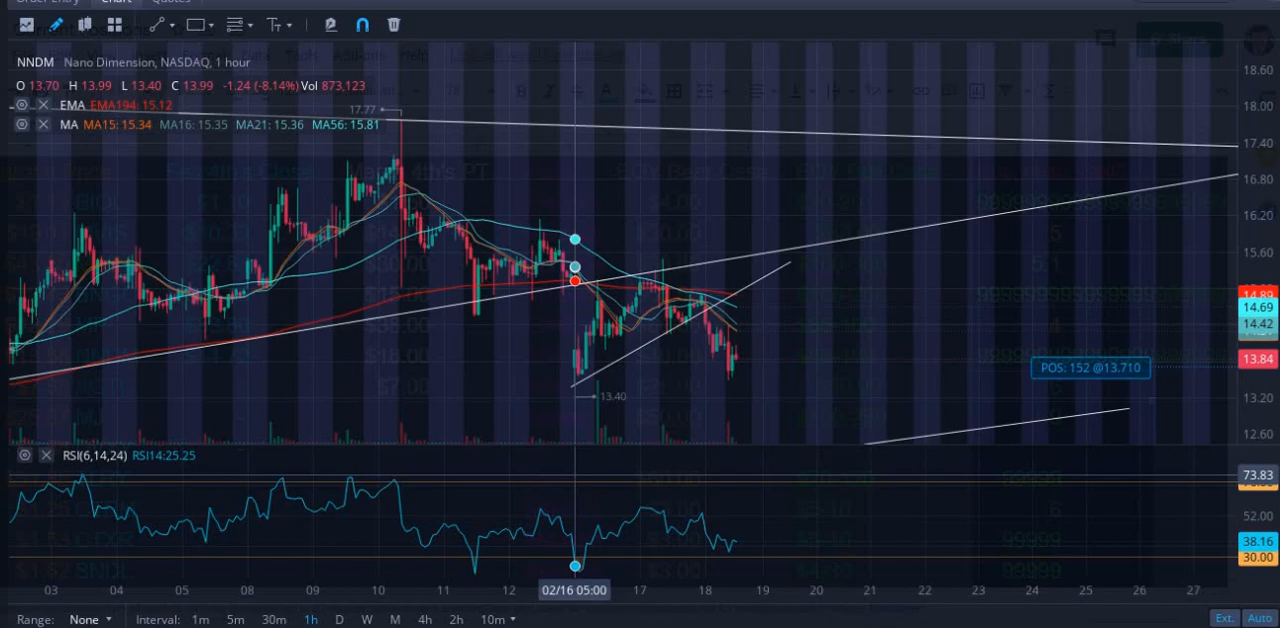 Order Entry Chart Quotes
NNDM Nano Dimension, NASDAQ, 1 hour
O 13.70 H 13.99 L 13.40 C 13.99 -1.24 (-8.14%) Vol 873,123
EMA EMA194: 15.12
MA MA15: 15.34 MA16: 15.35 MA21: 15.36 MA56: 15.81
17.77
18.60
18.00
17.40
16.80
16.20
15.60
14.89
14.69
14.42
13.84
POS: 152 @13.710
13.40
13.20
12.60
RSI(6,14,24) RSI14:25.25
73.83
52.00
38.16
30.00
03 04 05 08 09 10 11 12 02/16 05:00 17 18 19 20 21 22 23 24 25 26 27
Range: None Interval: 1m 5m 30m 1h D W M 4h 2h 10m Ext. Auto